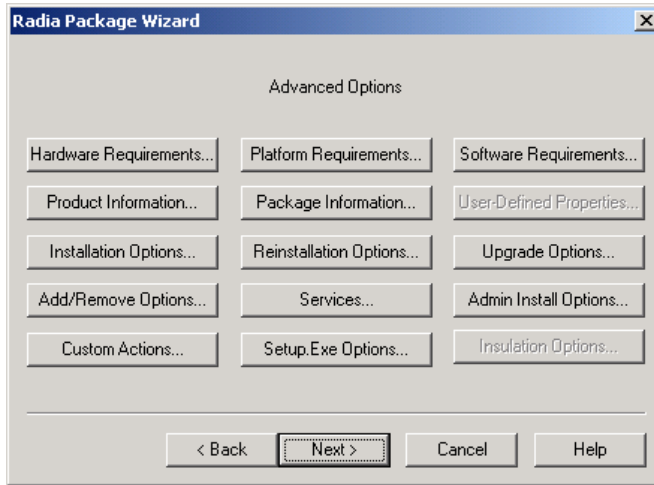 Radia Package Wizard
Advanced Options
Hardware Requirements... Platform Requirements... Software Requirements...
Product Information... Package Information... User-Defined Properties...
Installation Options... Reinstallation Options... Upgrade Options...
Add/Remove Options... Services... Admin Install Options...
Custom Actions... Setup.Exe Options... Insulation Options...
< Back Next > Cancel Help